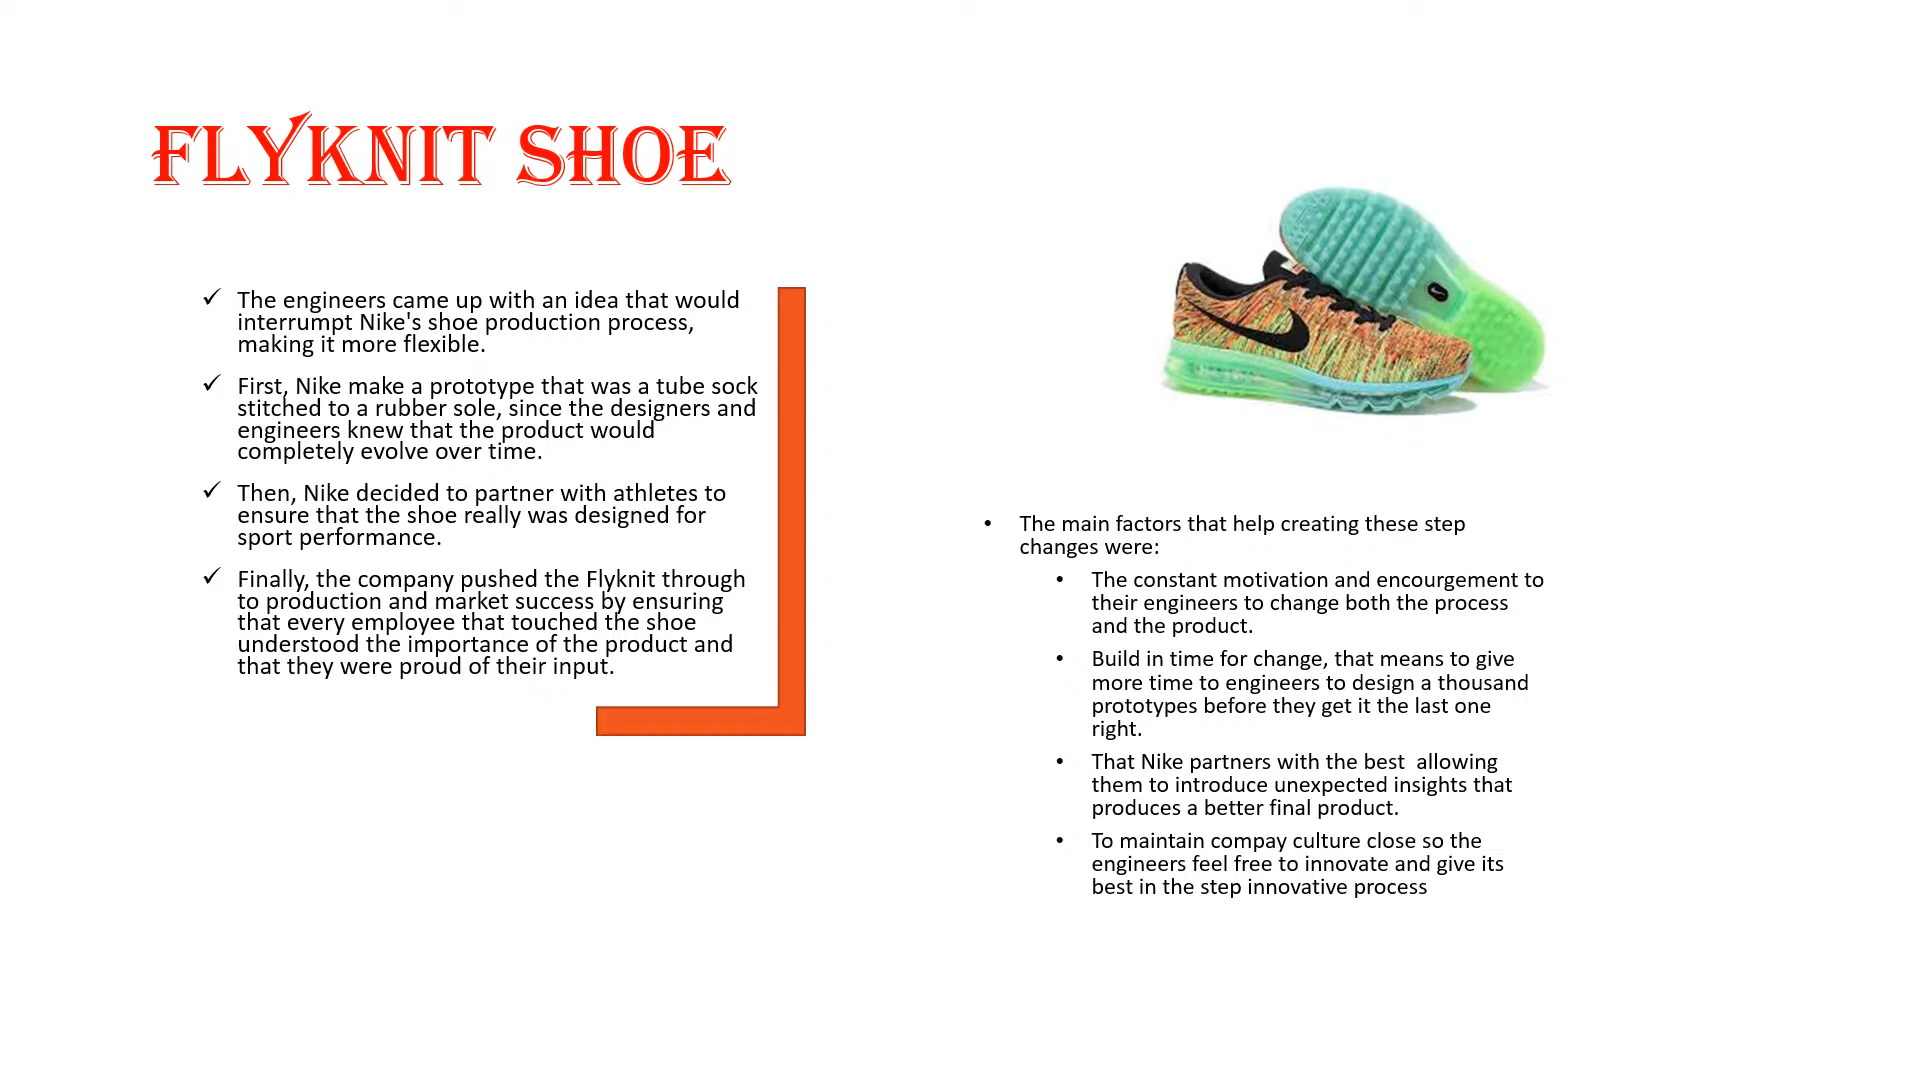 FLYKNIT SHOE
✓ The engineers came up with an idea that would
interrupt Nike's shoe production process,
making it more flexible.
✓ First, Nike make a prototype that was a tube sock
stitched to a rubber sole, since the designers and
engineers knew that the product would
completely evolve over time.
✓ Then, Nike decided to partner with athletes to
ensure that the shoe really was designed for
sport performance.
✓ Finally, the company pushed the Flyknit through
to production and market success by ensuring
that every employee that touched the shoe
understood the importance of the product and
that they were proud of their input.
• The main factors that help creating these step
changes were:
• The constant motivation and encourgement to
their engineers to change both the process
and the product.
• Build in time for change, that means to give
more time to engineers to design a thousand
prototypes before they get it the last one
right.
• That Nike partners with the best  allowing
them to introduce unexpected insights that
produces a better final product.
• To maintain compay culture close so the
engineers feel free to innovate and give its
best in the step innovative process